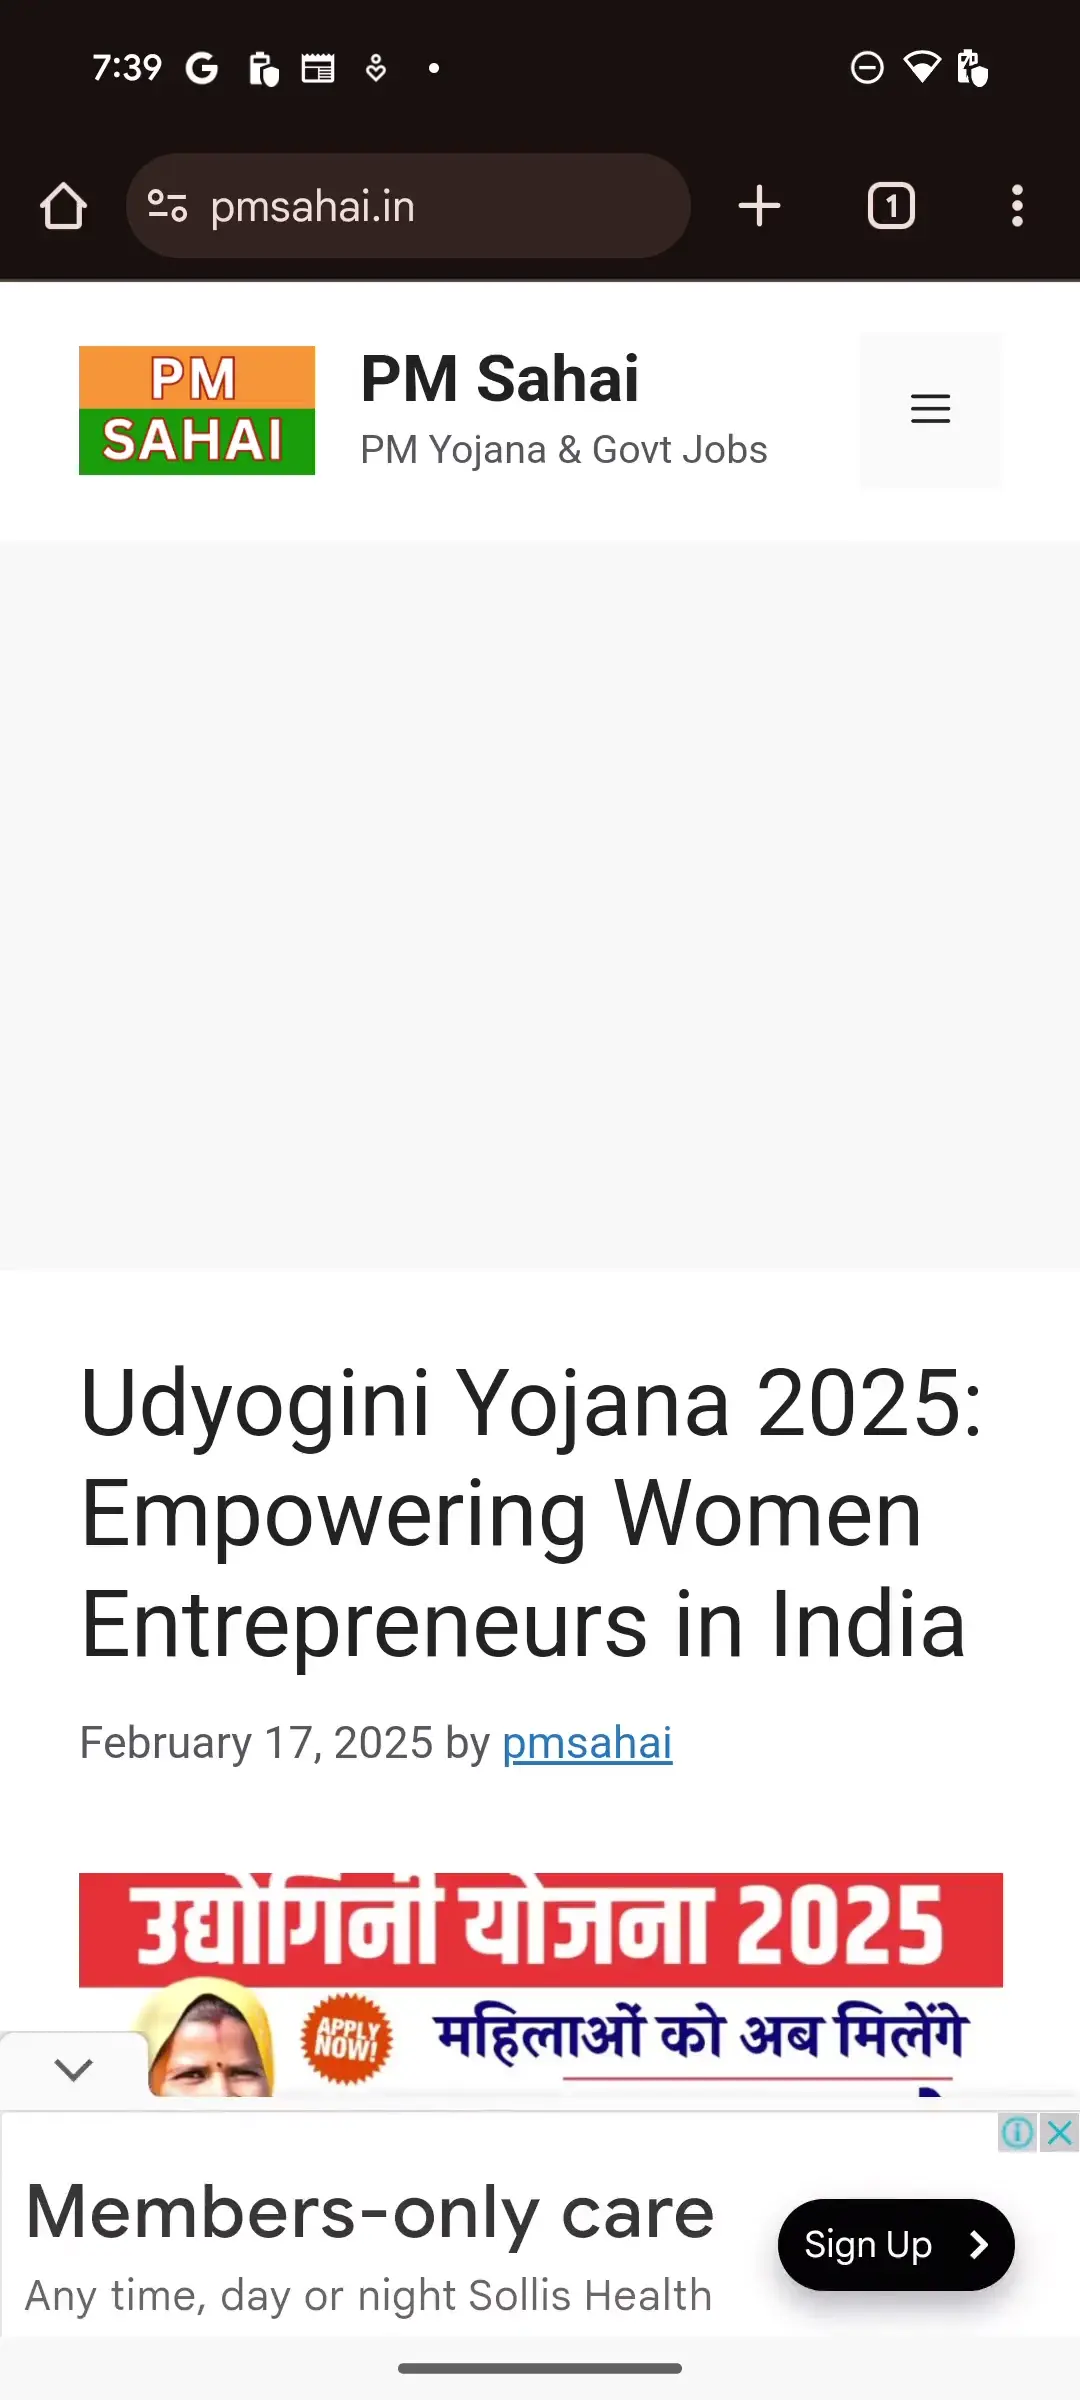 7:39
pmsahai.in
1
PM
SAHAI
PM Sahai
PM Yojana & Govt Jobs
Udyogini Yojana 2025:
Empowering Women
Entrepreneurs in India
February 17, 2025 by pmsahai
उद्योगिनी योजना 2025
APPLY
NOW!
महिलाओं को अब मिलेंगे
Members-only care
Any time, day or night Sollis Health
Sign Up